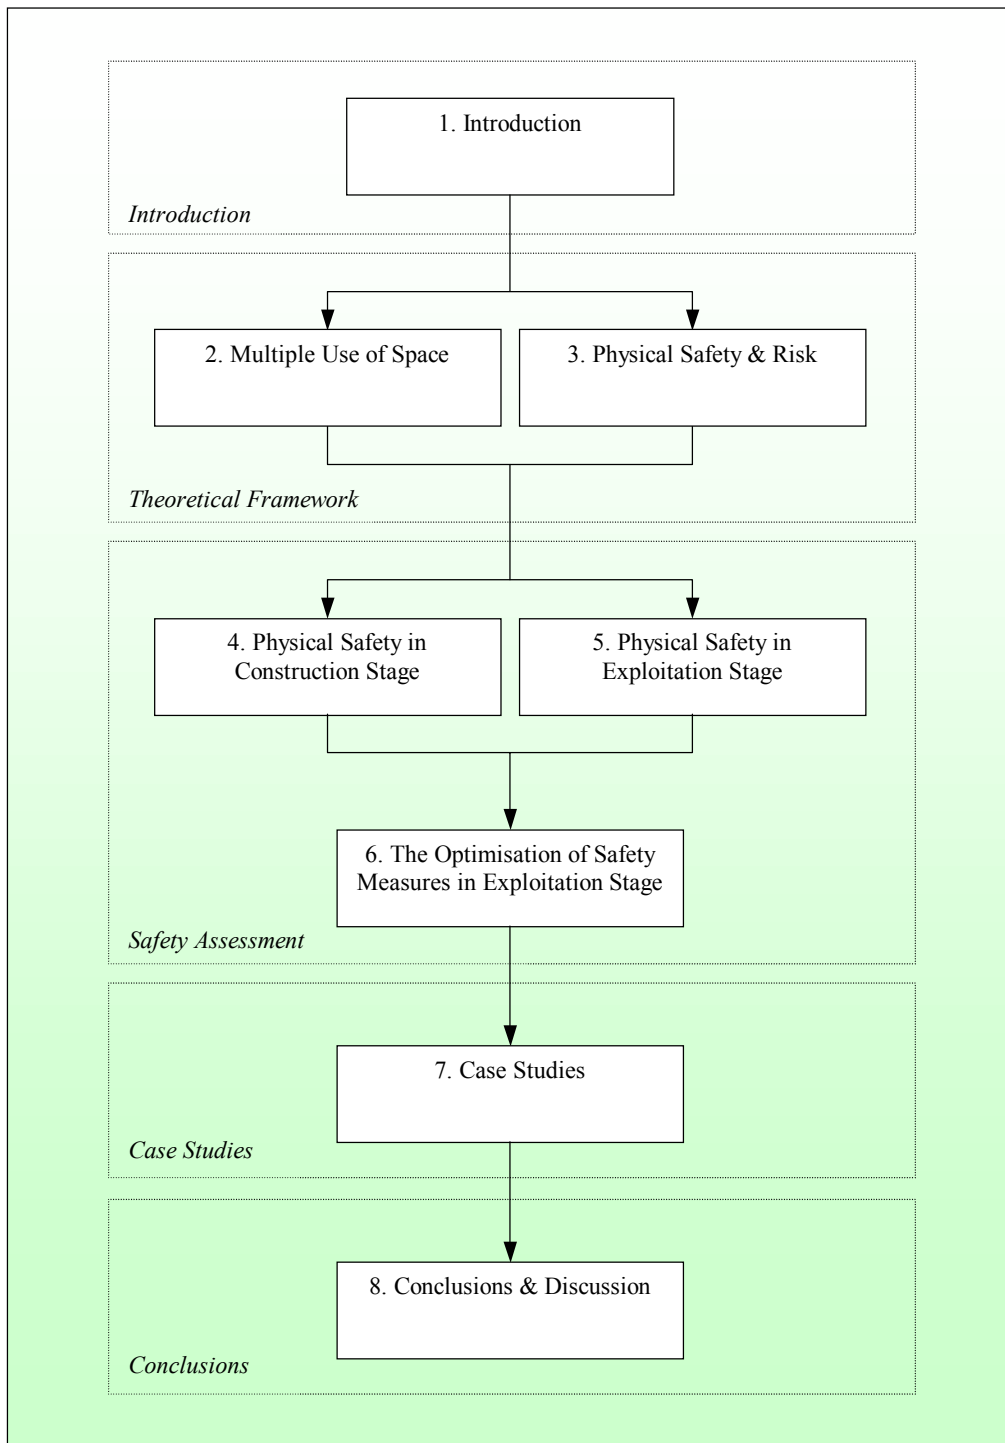 1. Introduction
Introduction
2. Multiple Use of Space
3. Physical Safety & Risk
Theoretical Framework
4. Physical Safety in
Construction Stage
5. Physical Safety in
Exploitation Stage
6. The Optimisation of Safety
Measures in Exploitation Stage
Safety Assessment
7. Case Studies
Case Studies
8. Conclusions & Discussion
Conclusions